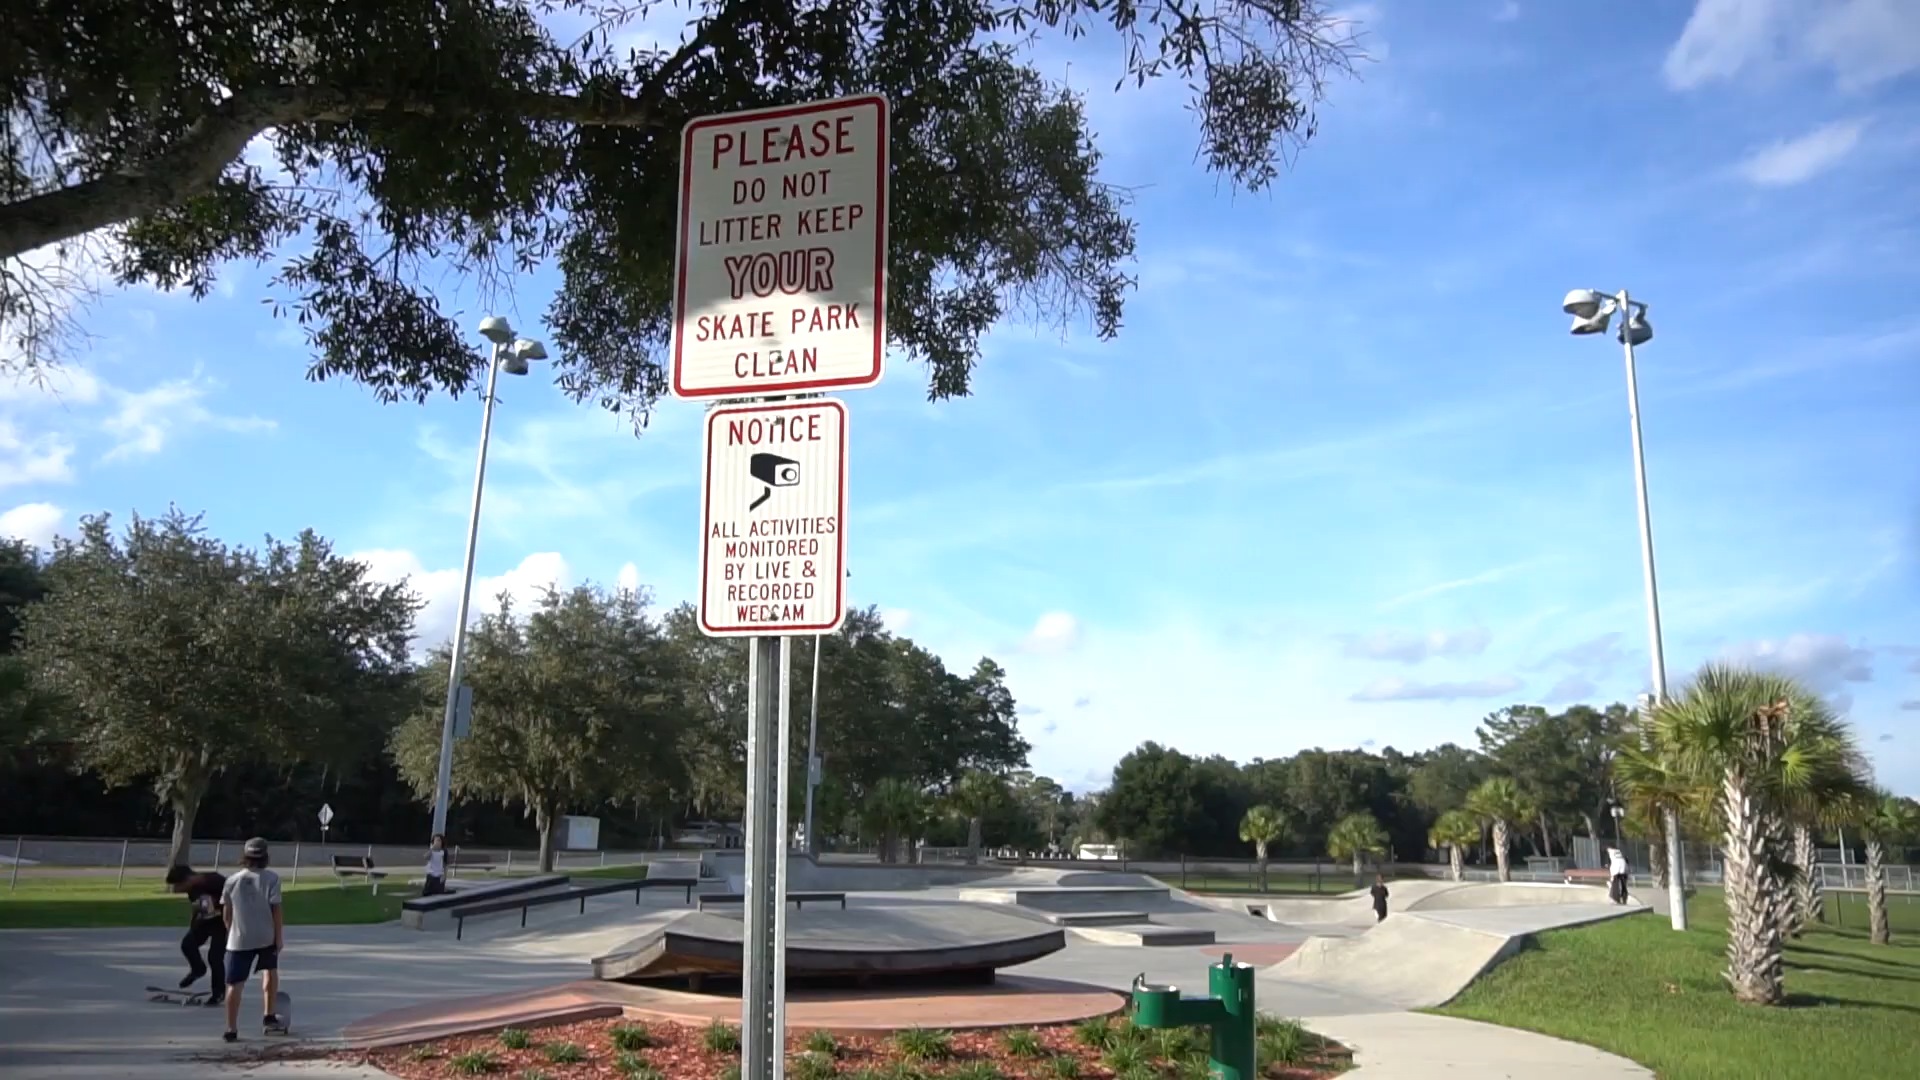 PLEASE
DO NOT
LITTER KEEP
YOUR
SKATE PARK
CLEAN
NOTICE
ALL ACTIVITIES
MONITORED
BY LIVE &
RECORDED
WEBCAM